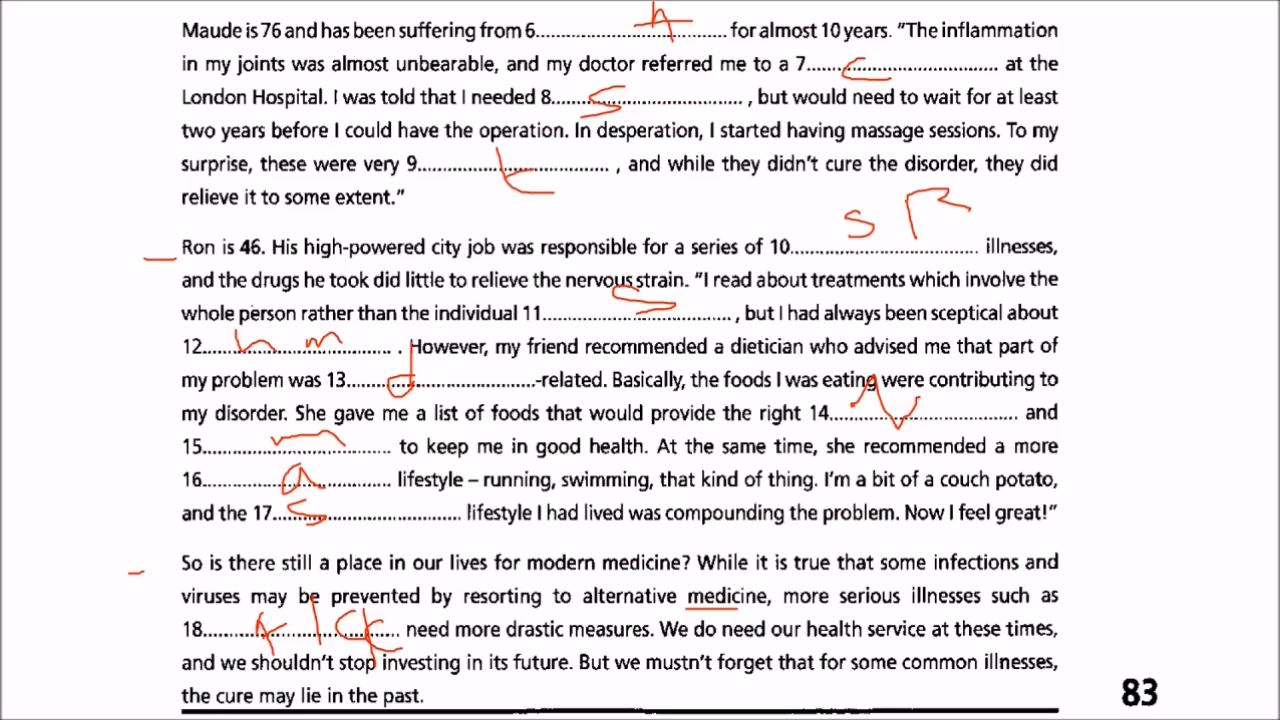 Maude is 76 and has been suffering from 6.................................................. for almost 10 years. "The inflammation
in my joints was almost unbearable, and my doctor referred me to a 7.................................................. at the
London Hospital. I was told that I needed 8.................................................. , but would need to wait for at least
two years before I could have the operation. In desperation, I started having massage sessions. To my
surprise, these were very 9.................................................. , and while they didn't cure the disorder, they did
relieve it to some extent."
s R
Ron is 46. His high-powered city job was responsible for a series of 10.................................................. illnesses,
and the drugs he took did little to relieve the nervous strain. "I read about treatments which involve the
whole person rather than the individual 11.................................................. , but I had always been sceptical about
12.................................................. . However, my friend recommended a dietician who advised me that part of
h m
my problem was 13..................................................-related. Basically, the foods I was eating were contributing to
d
my disorder. She gave me a list of foods that would provide the right 14.................................................. and
15.................................................. to keep me in good health. At the same time, she recommended a more
16.................................................. lifestyle – running, swimming, that kind of thing. I'm a bit of a couch potato,
a
and the 17.................................................. lifestyle I had lived was compounding the problem. Now I feel great!"
s
So is there still a place in our lives for modern medicine? While it is true that some infections and
viruses may be prevented by resorting to alternative medicine, more serious illnesses such as
18.................................................. need more drastic measures. We do need our health service at these times,
and we shouldn't stop investing in its future. But we mustn't forget that for some common illnesses,
the cure may lie in the past.
83